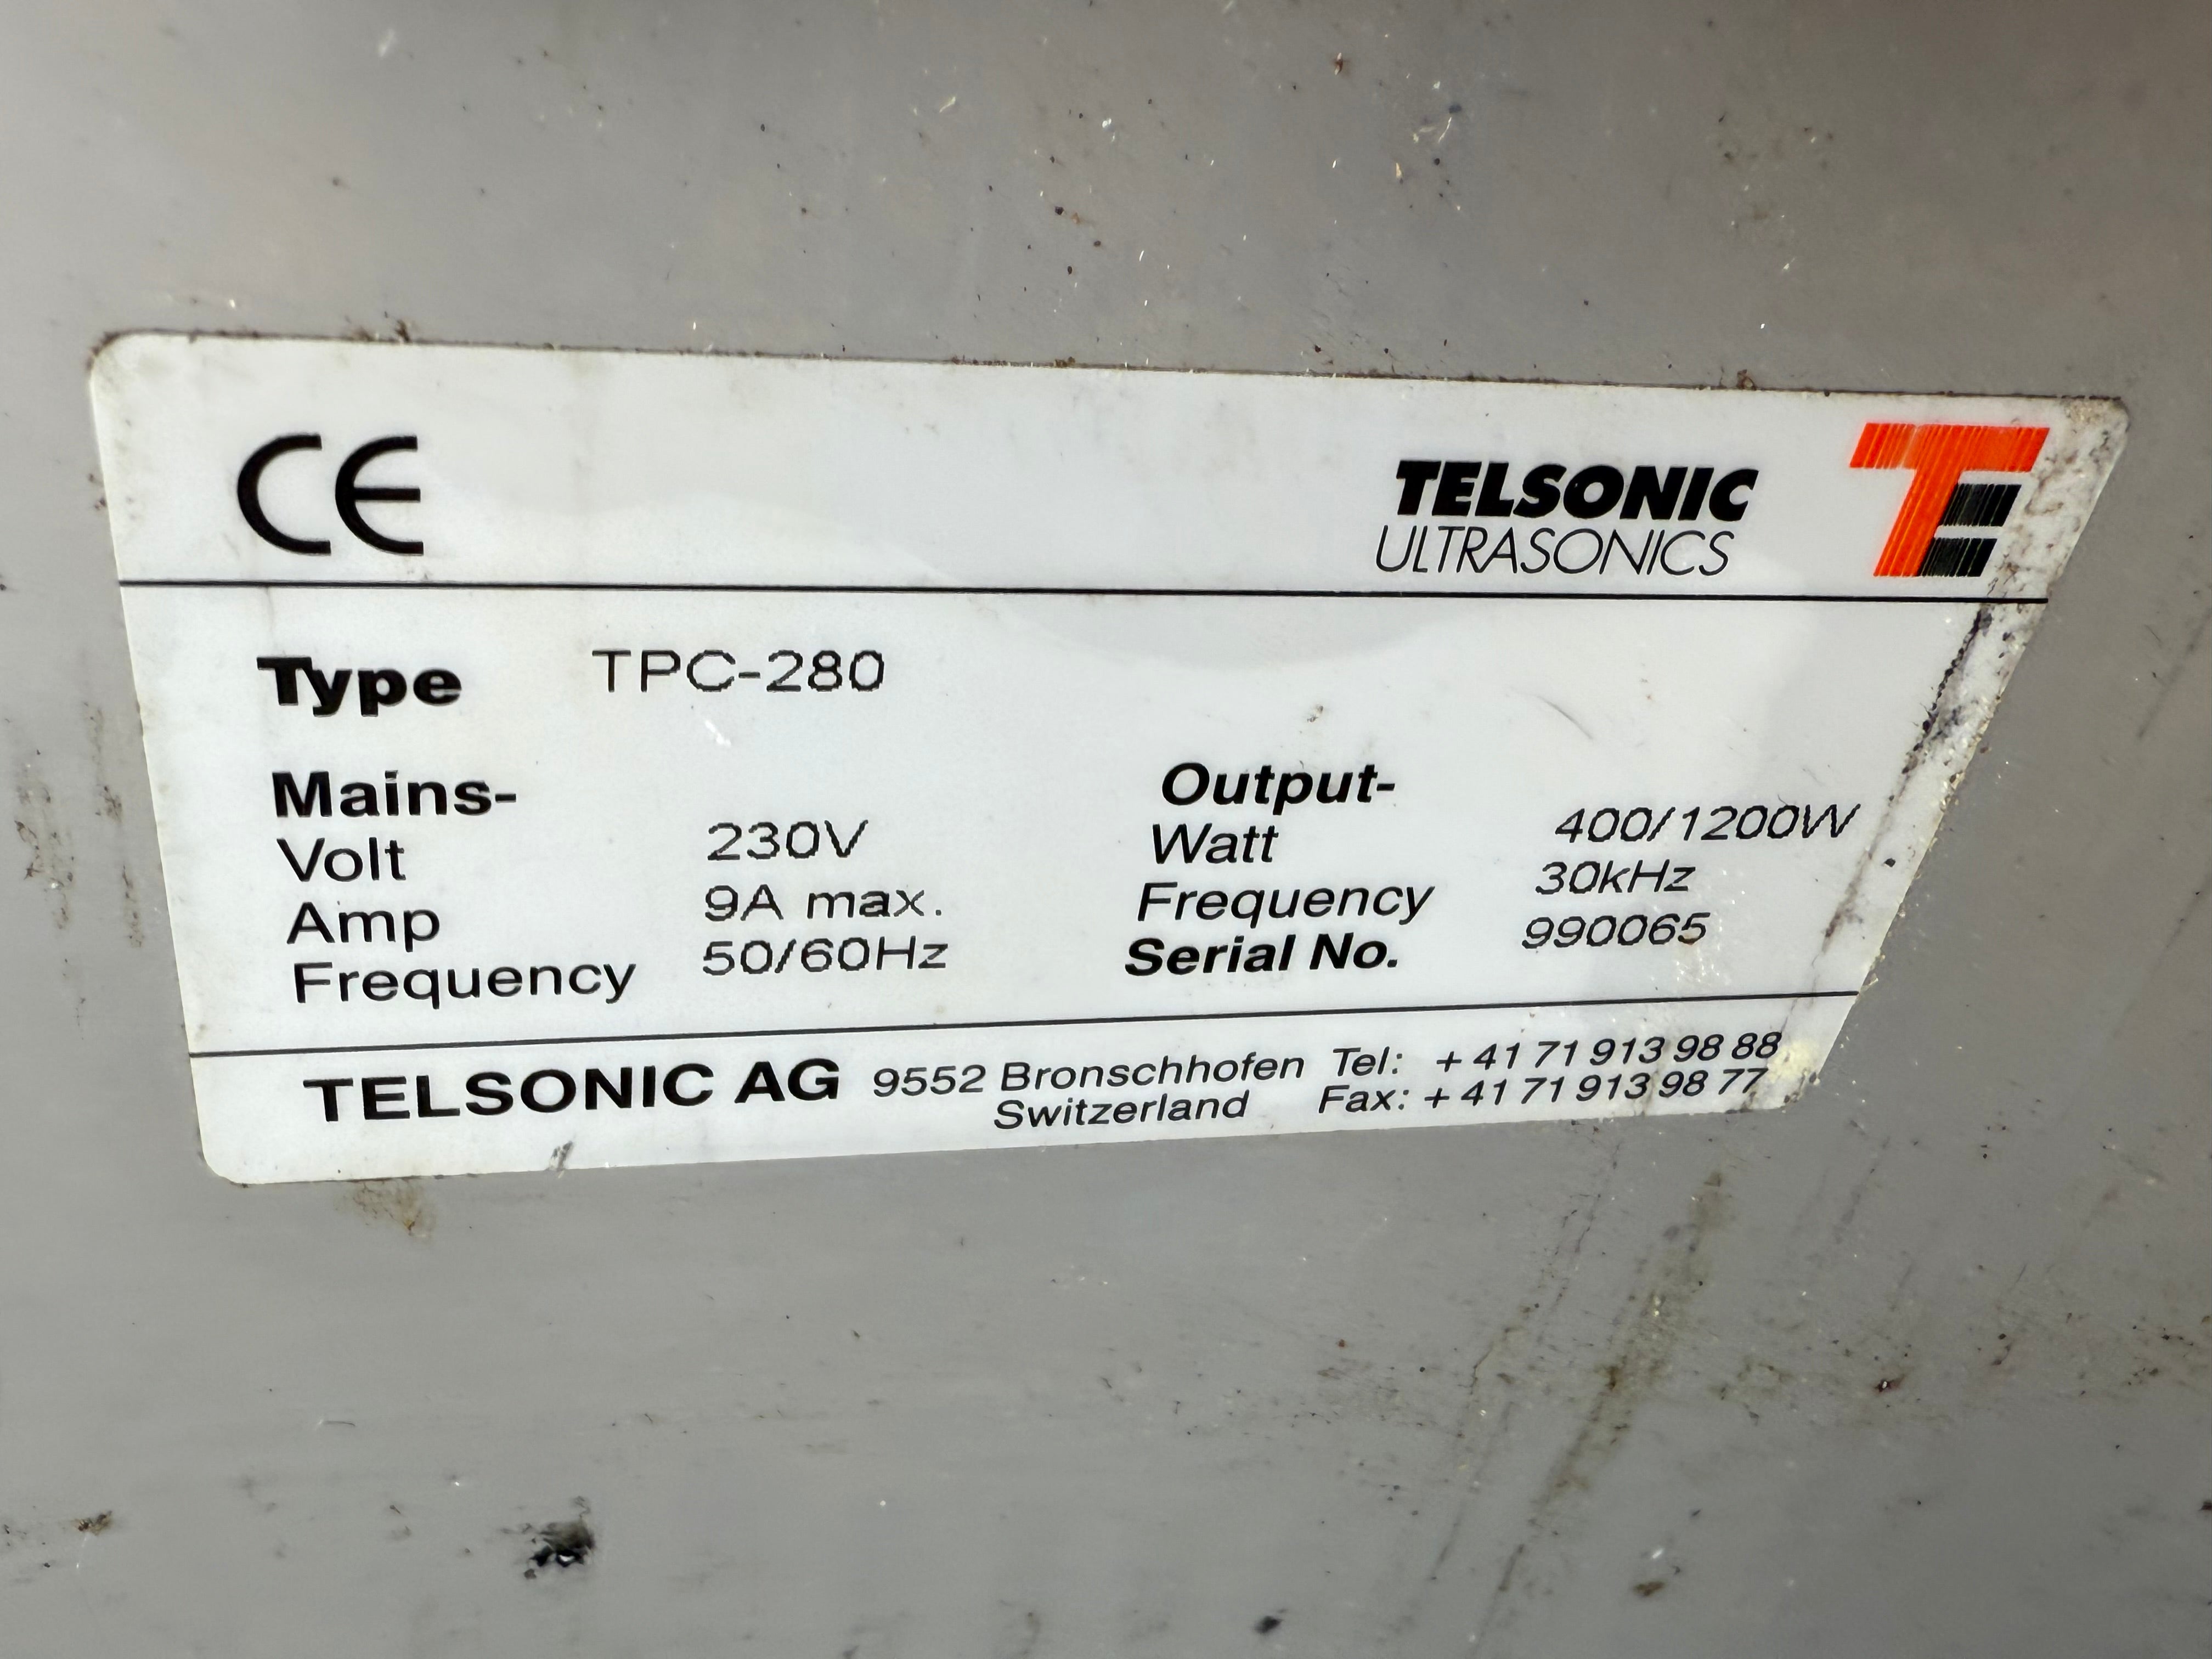 CE
TELSONIC
ULTRASONICS
TE
Type TPC-280
Mains- Output-
Volt 230V Watt 400/1200W
Amp 9A max. Frequency 30kHz
Frequency 50/60Hz Serial No. 990065
TELSONIC AG 9552 Bronschhofen Tel: +41 71 913 98 88
Switzerland Fax: +41 71 913 98 77